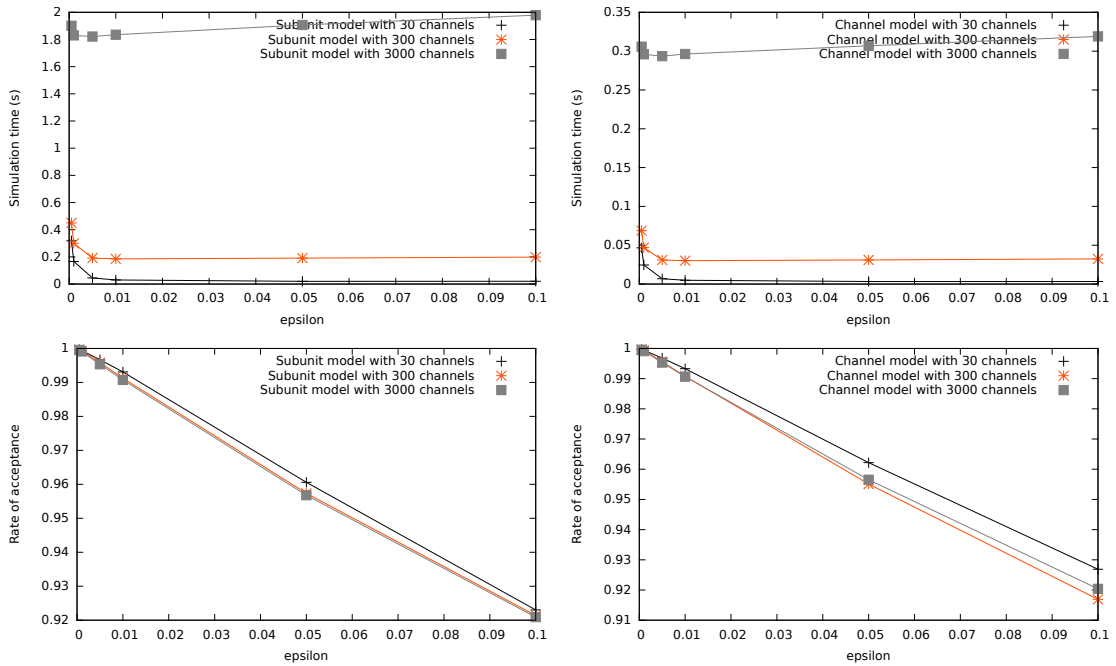 2
1.8
1.6
1.4
1.2
1
0.8
0.6
0.4
0.2
0
Simulation time (s)
Subunit model with 30 channels
Subunit model with 300 channels
Subunit model with 3000 channels
0 0.01 0.02 0.03 0.04 0.05 0.06 0.07 0.08 0.09 0.1
epsilon
0.35
0.3
0.25
0.2
0.15
0.1
0.05
0
Simulation time (s)
Channel model with 30 channels
Channel model with 300 channels
Channel model with 3000 channels
0 0.01 0.02 0.03 0.04 0.05 0.06 0.07 0.08 0.09 0.1
epsilon
1
0.99
0.98
0.97
0.96
0.95
0.94
0.93
0.92
Rate of acceptance
Subunit model with 30 channels
Subunit model with 300 channels
Subunit model with 3000 channels
0 0.01 0.02 0.03 0.04 0.05 0.06 0.07 0.08 0.09 0.1
epsilon
1
0.99
0.98
0.97
0.96
0.95
0.94
0.93
0.92
0.91
Rate of acceptance
Channel model with 30 channels
Channel model with 300 channels
Channel model with 3000 channels
0 0.01 0.02 0.03 0.04 0.05 0.06 0.07 0.08 0.09 0.1
epsilon